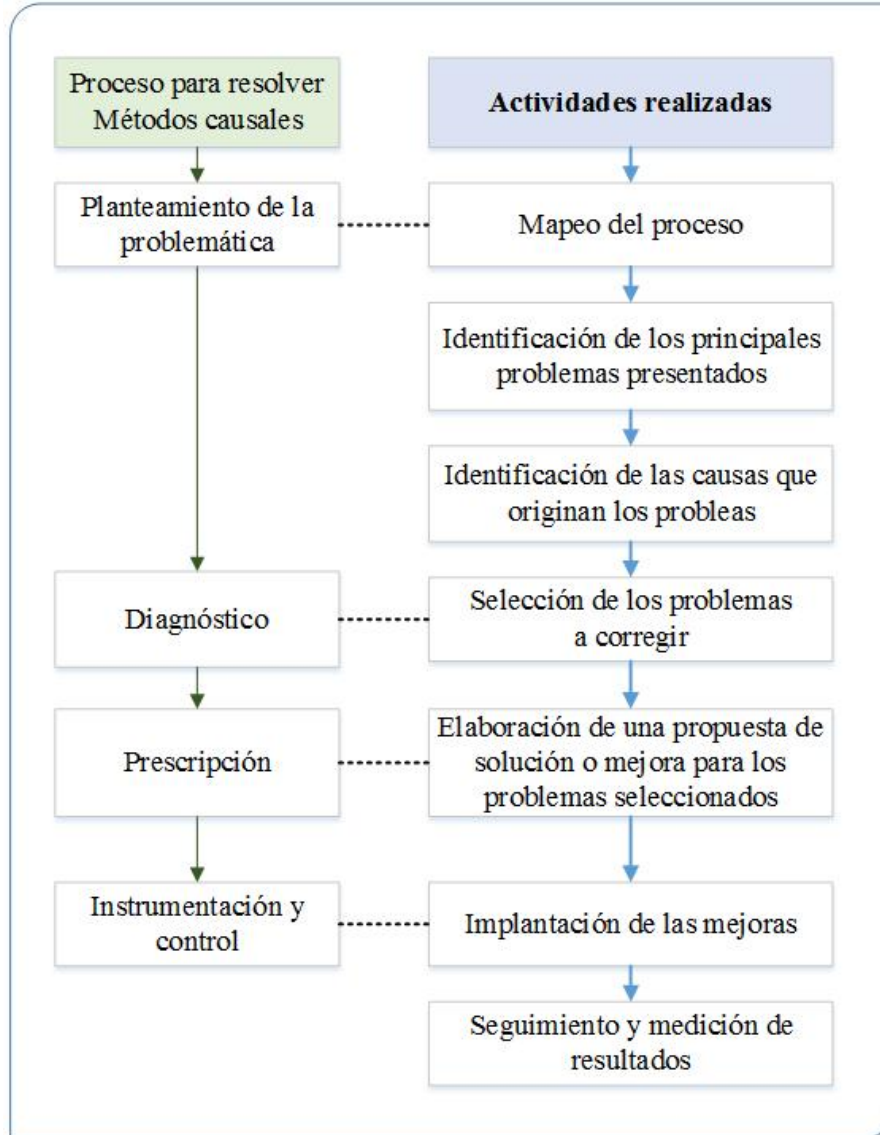 Proceso para resolver
Métodos causales
Actividades realizadas
Planteamiento de la
problemática
Mapeo del proceso
Identificación de los principales
problemas presentados
Identificación de las causas que
originan los probleas
Diagnóstico
Selección de los problemas
a corregir
Prescripción
Elaboración de una propuesta de
solución o mejora para los
problemas seleccionados
Instrumentación y
control
Implantación de las mejoras
Seguimiento y medición de
resultados